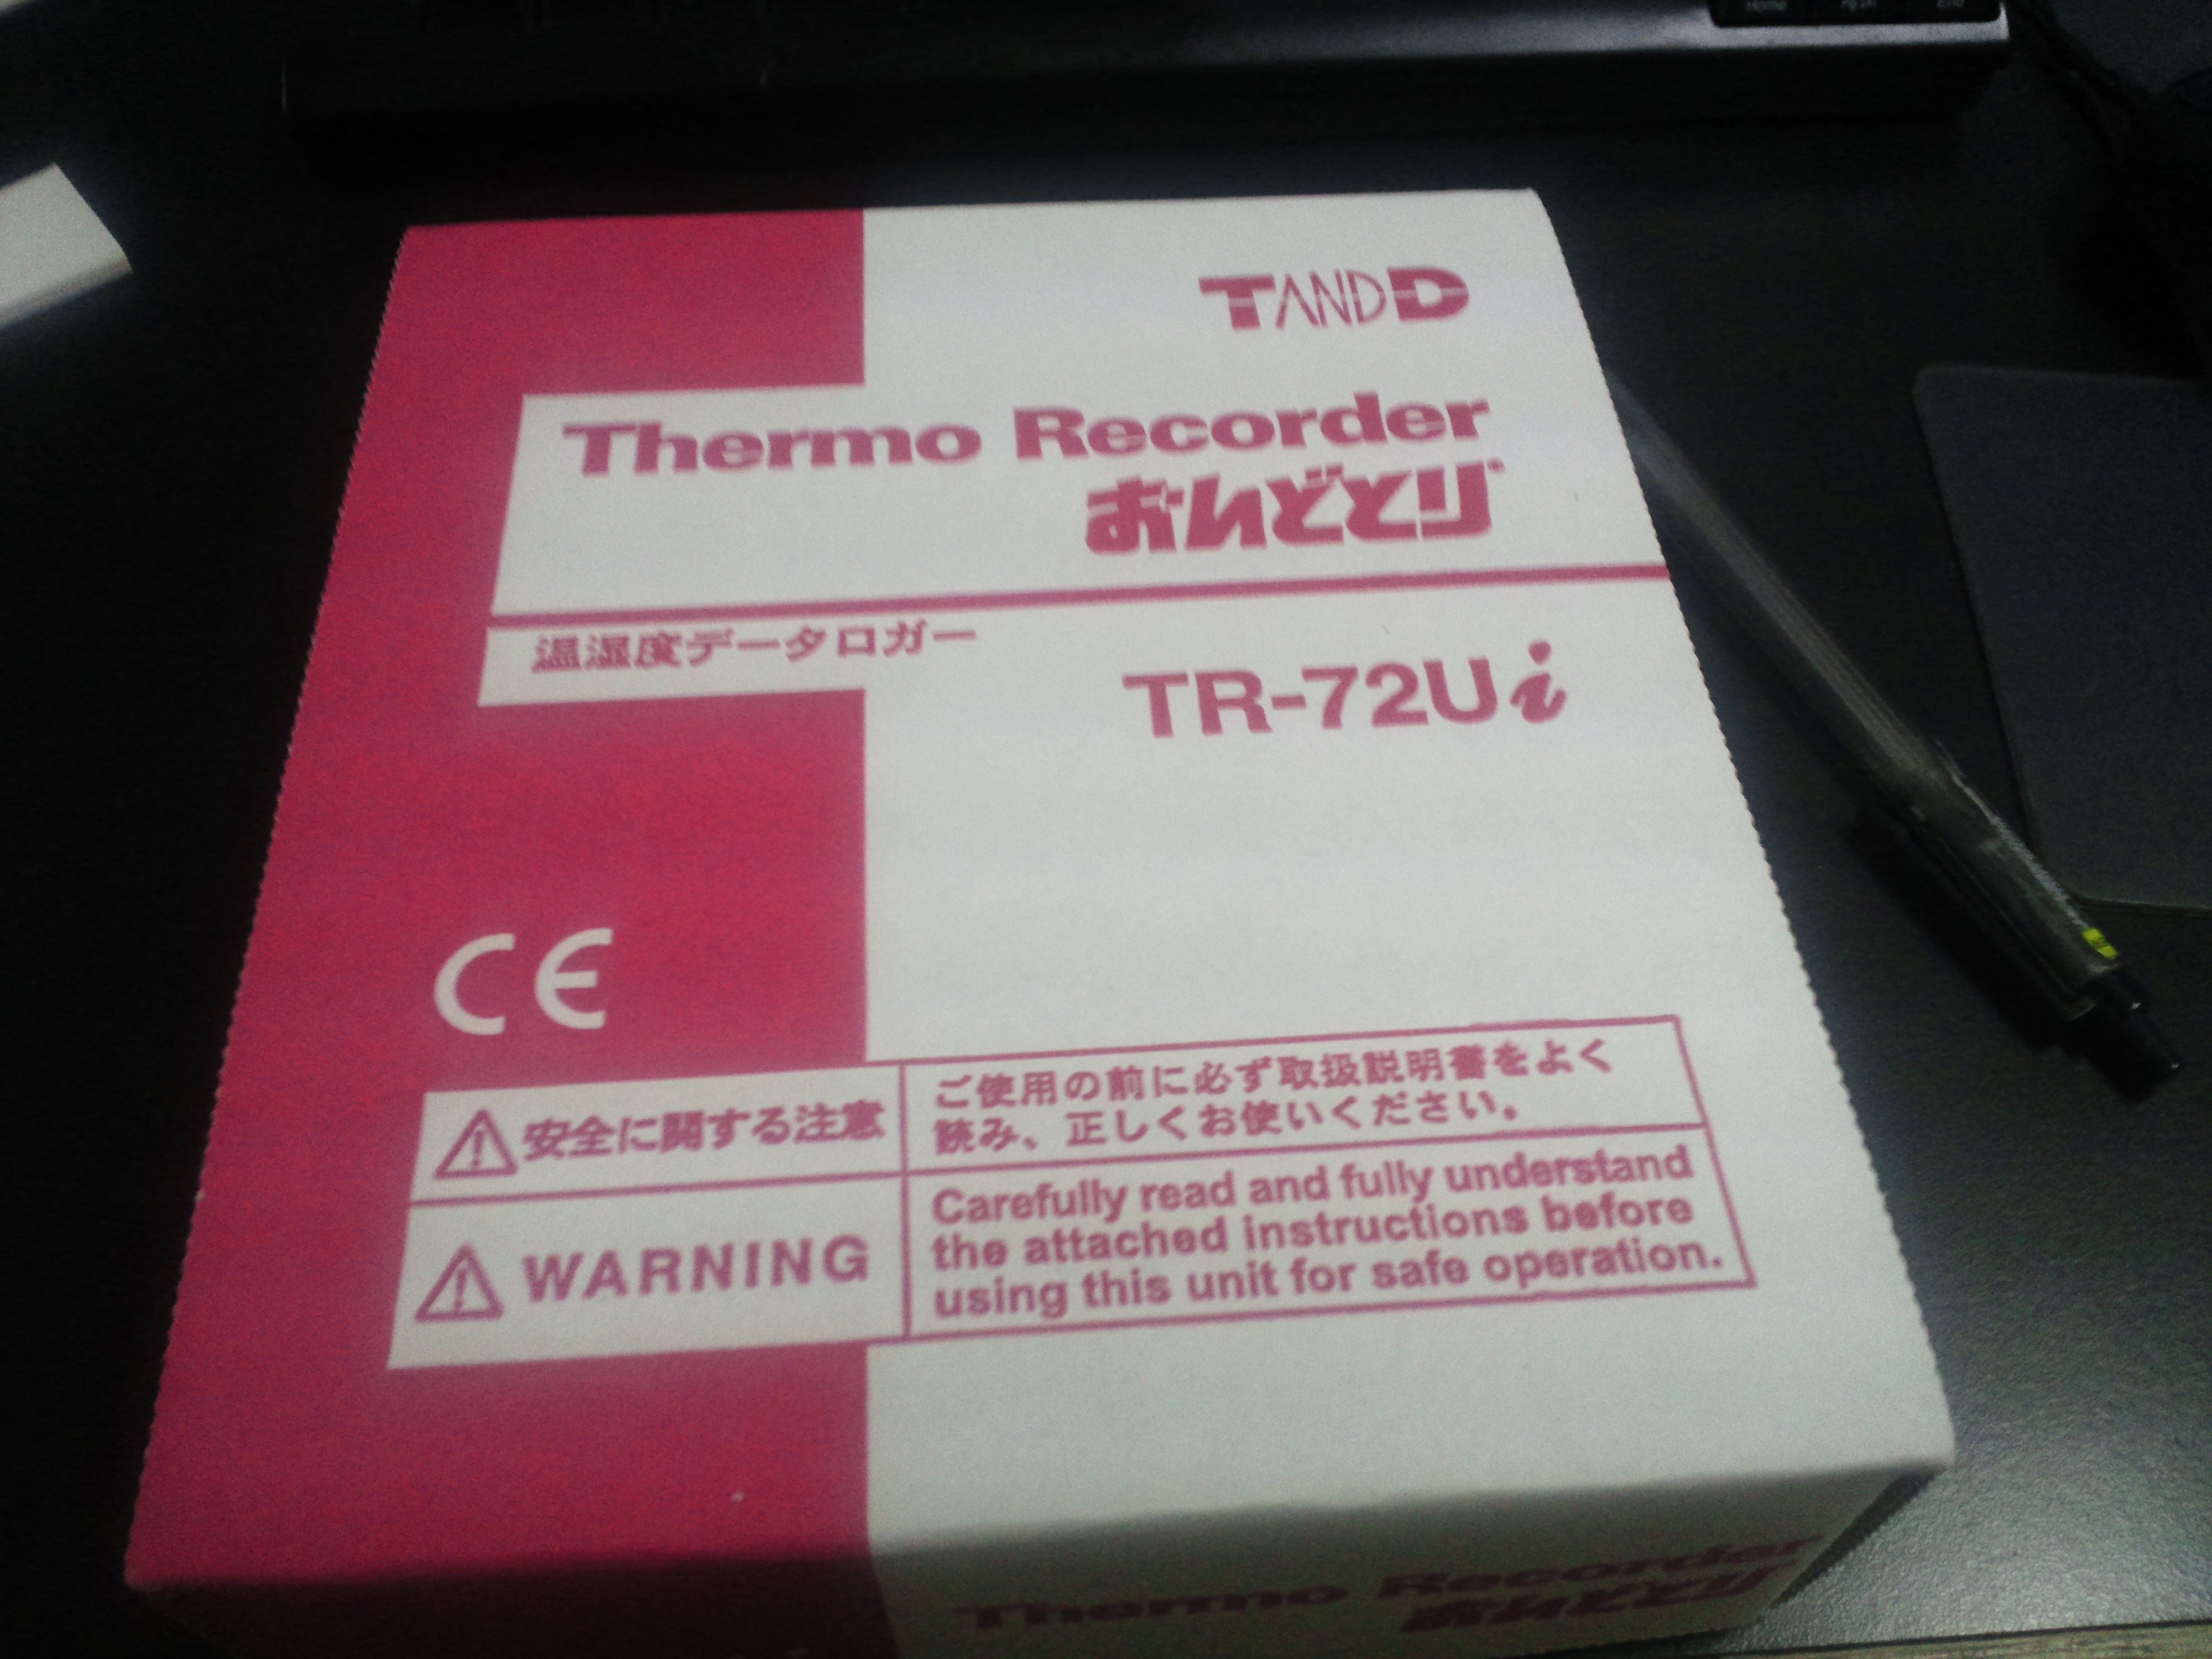 Home PgDn End
TANDD
Thermo Recorder
おんどとり®
温湿度データロガー
TR-72Ui
CE
安全に関する注意
ご使用の前に必ず取扱説明書をよく
読み、正しくお使いください。
WARNING
Carefully read and fully understand
the attached instructions before
using this unit for safe operation.
Thermo Recorder
おんどとり